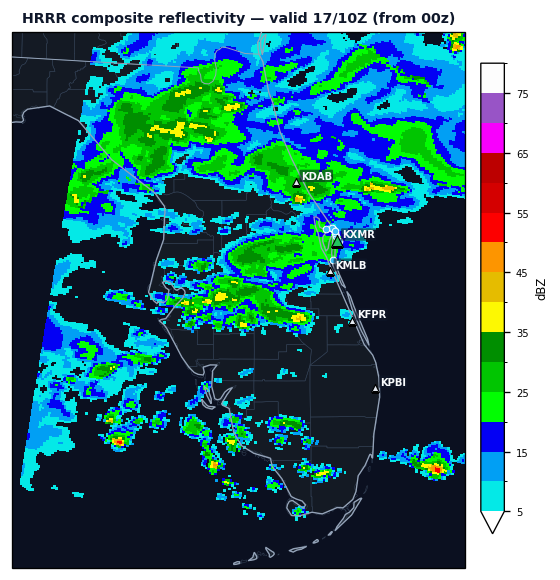 HRRR composite reflectivity — valid 17/10Z (from 00z)
KDAB
KXMR
KMLB
KFPR
KPBI
75
65
55
45
35
25
15
5
dBZ